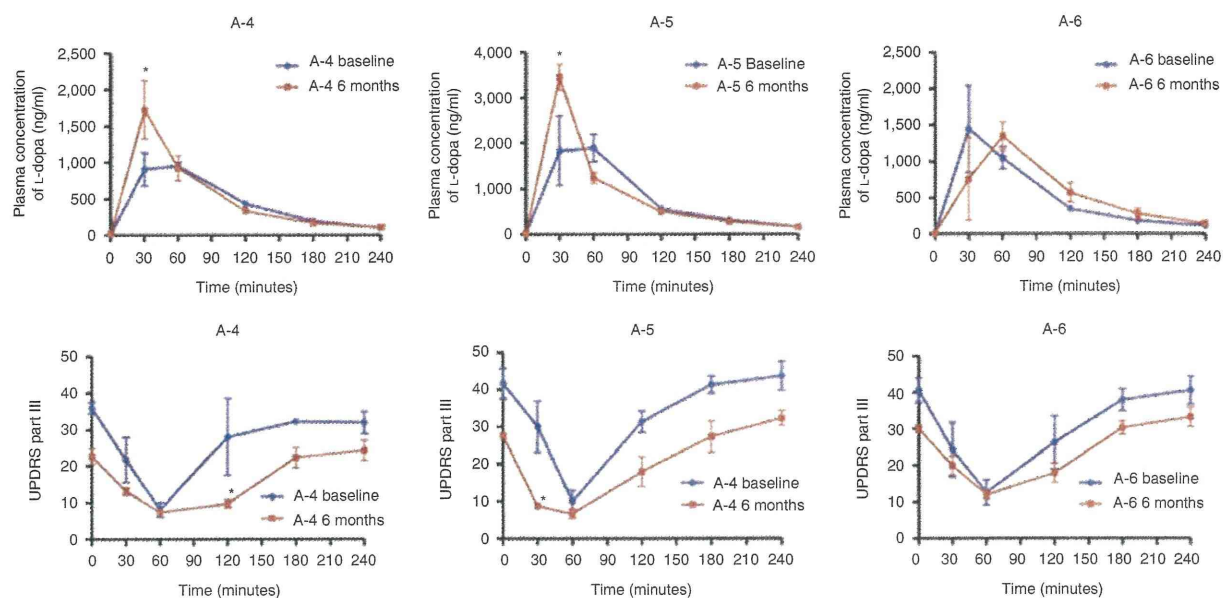 A-4
Plasma concentration
of L-dopa (ng/ml)
2,500
2,000
1,500
1,000
500
0
*
A-4 baseline
A-4 6 months
0 30 60 90 120 150 180 210 240
Time (minutes)
A-5
Plasma concentration
of L-dopa (ng/ml)
4,000
3,000
2,000
1,000
0
*
A-5 Baseline
A-5 6 months
0 30 60 90 120 150 180 210 240
Time (minutes)
A-6
Plasma concentration
of L-dopa (ng/ml)
2,500
2,000
1,500
1,000
500
0
A-6 baseline
A-6 6 months
0 30 60 90 120 150 180 210 240
Time (minutes)
A-4
UPDRS part III
50
40
30
20
10
0
*
A-4 baseline
A-4 6 months
0 30 60 90 120 150 180 210 240
Time (minutes)
A-5
UPDRS part III
50
40
30
20
10
0
*
A-4 baseline
A-4 6 months
0 30 60 90 120 150 180 210 240
Time (minutes)
A-6
UPDRS part III
50
40
30
20
10
0
A-6 baseline
A-6 6 months
0 30 60 90 120 150 180 210 240
Time (minutes)